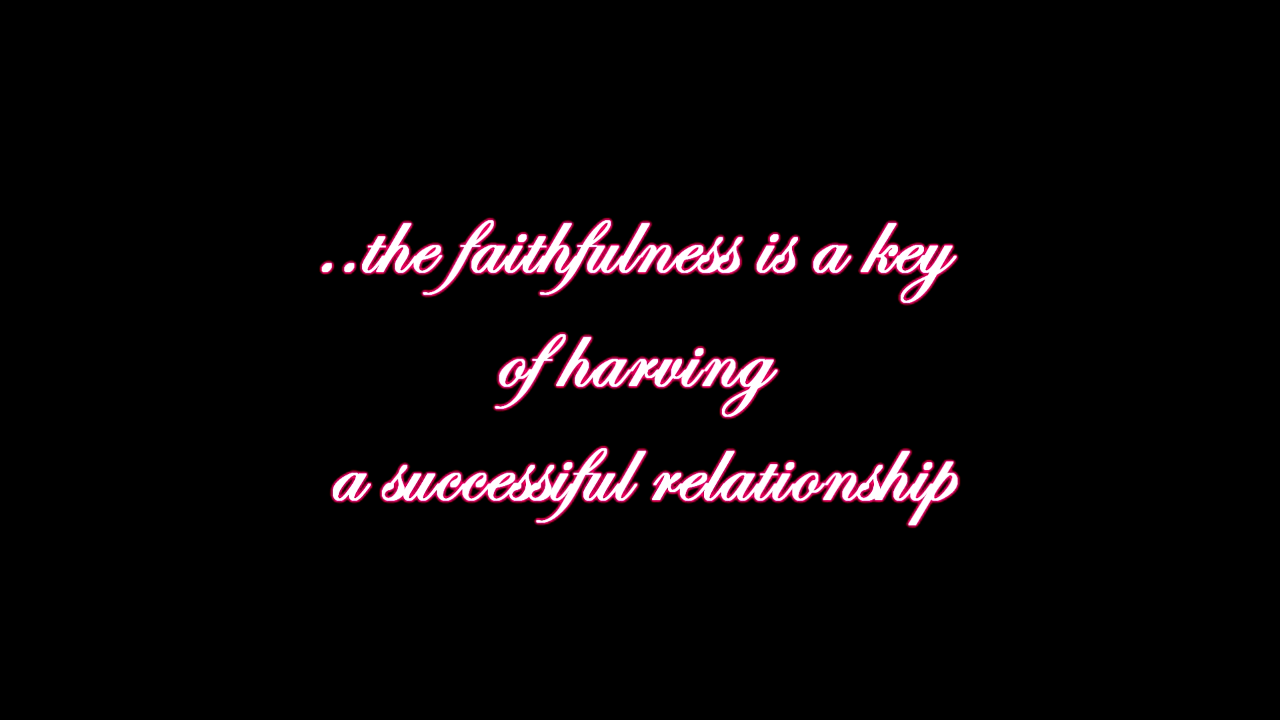 ..the faithfulness is a key
of harving
a successiful relationship